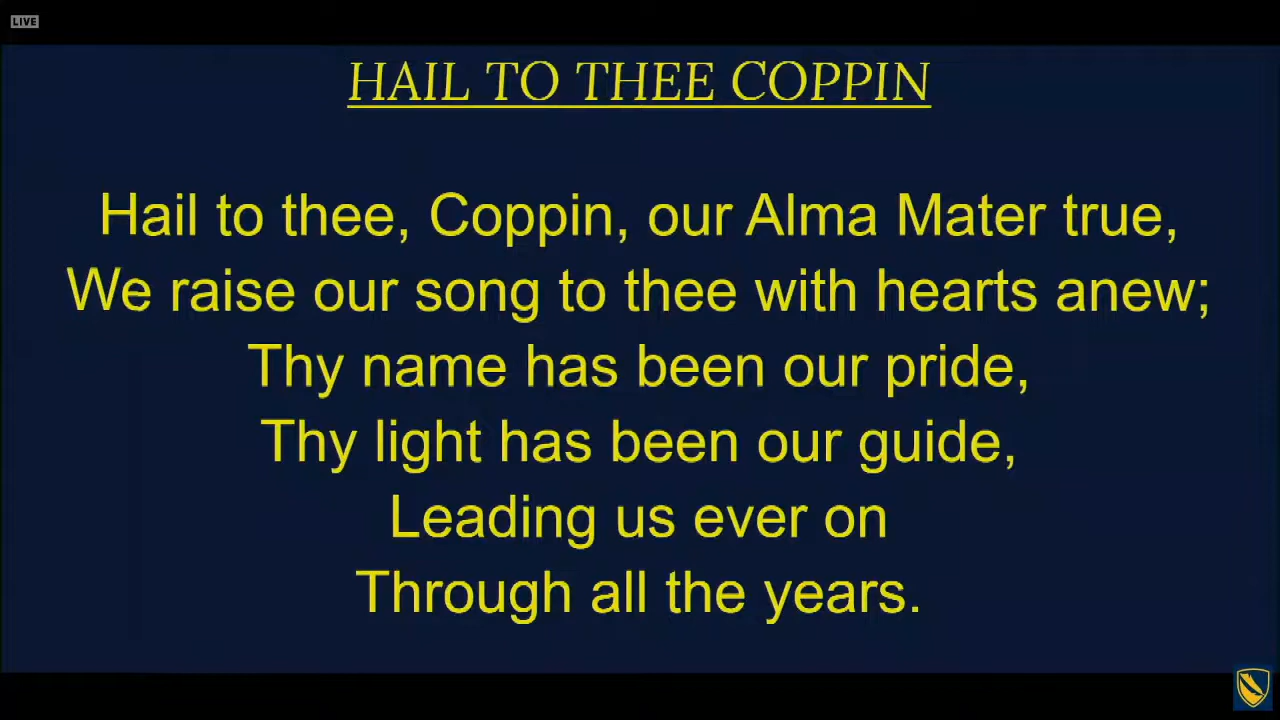 LIVE
HAIL TO THEE COPPIN
Hail to thee, Coppin, our Alma Mater true,
We raise our song to thee with hearts anew;
Thy name has been our pride,
Thy light has been our guide,
Leading us ever on
Through all the years.